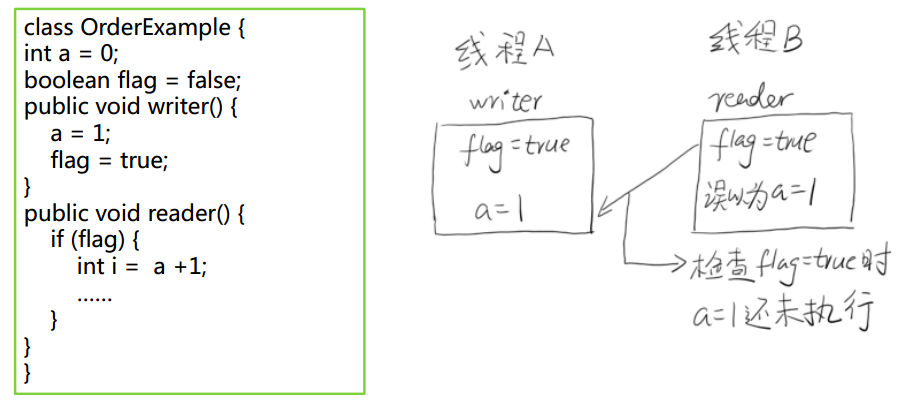 class OrderExample {
int a = 0;
boolean flag = false;
public void writer() {
a = 1;
flag = true;
}
public void reader() {
if (flag) {
int i =  a +1;
......
}
}
}
线程A
writer
flag=true
a=1
线程B
reader
flag=true
误以为a=1
检查flag=true时
a=1还未执行